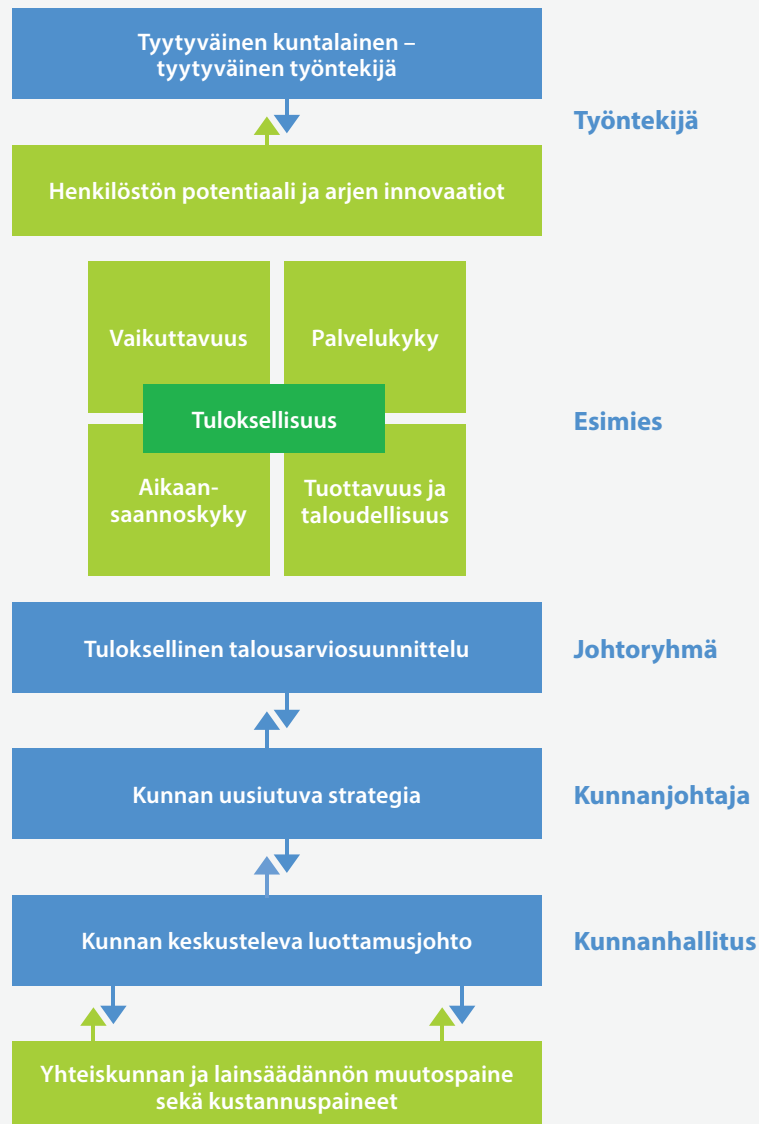 Tyytyväinen kuntalainen –
tyytyväinen työntekijä
Työntekijä
Henkilöstön potentiaali ja arjen innovaatiot
Vaikuttavuus
Palvelukyky
Tuloksellisuus
Esimies
Aikaan-
saannoskyky
Tuottavuus ja
taloudellisuus
Tuloksellinen talousarviosuunnittelu
Johtoryhmä
Kunnan uusiutuva strategia
Kunnanjohtaja
Kunnan keskusteleva luottamusjohto
Kunnanhallitus
Yhteiskunnan ja lainsäädännön muutospaine
sekä kustannuspaineet